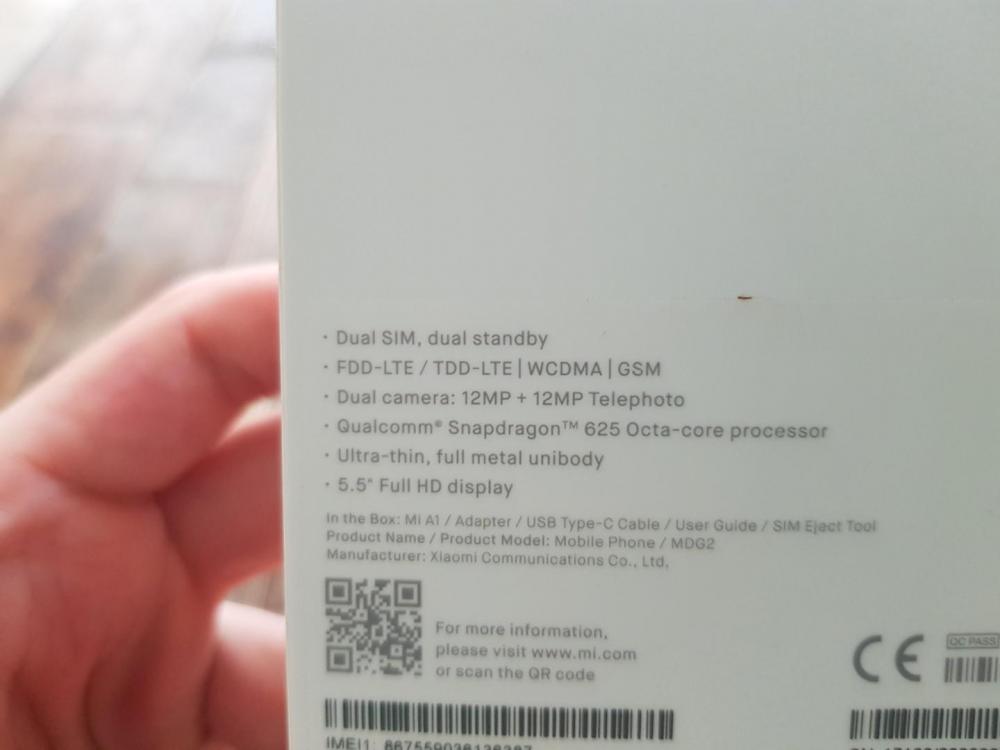 · Dual SIM, dual standby
· FDD-LTE / TDD-LTE | WCDMA | GSM
· Dual camera: 12MP + 12MP Telephoto
· Qualcomm® Snapdragon™ 625 Octa-core processor
· Ultra-thin, full metal unibody
· 5.5" Full HD display
In the Box: Mi A1 / Adapter / USB Type-C Cable / User Guide / SIM Eject Tool
Product Name / Product Model: Mobile Phone / MDG2
Manufacturer: Xiaomi Communications Co., Ltd.
For more information,
please visit www.mi.com
or scan the QR code
CE
QC PASS
IMEI1: